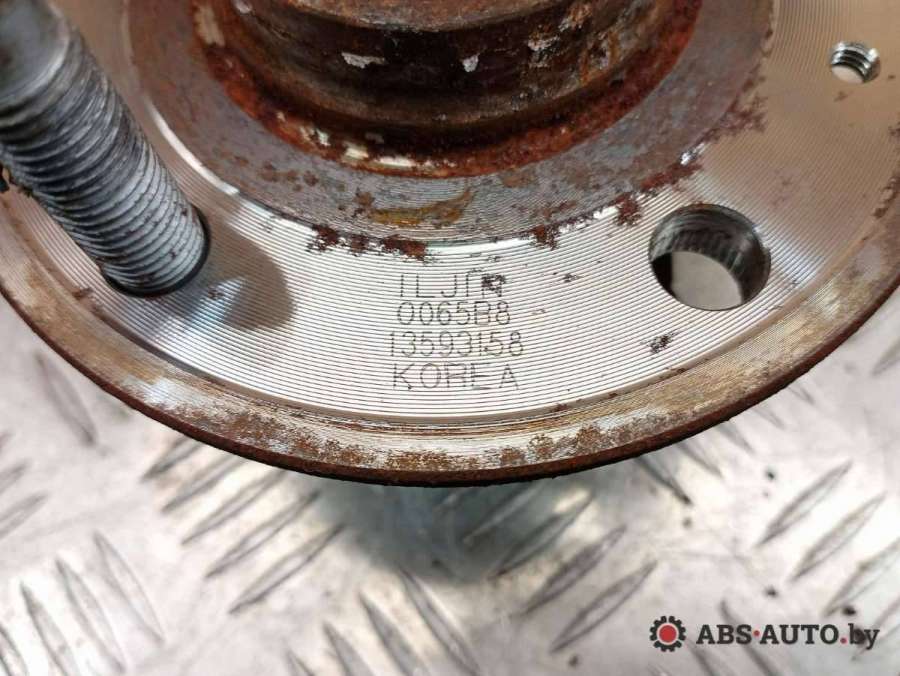 ILJIN
0065B8
13593158
KOREA
ABS-AUTO.by